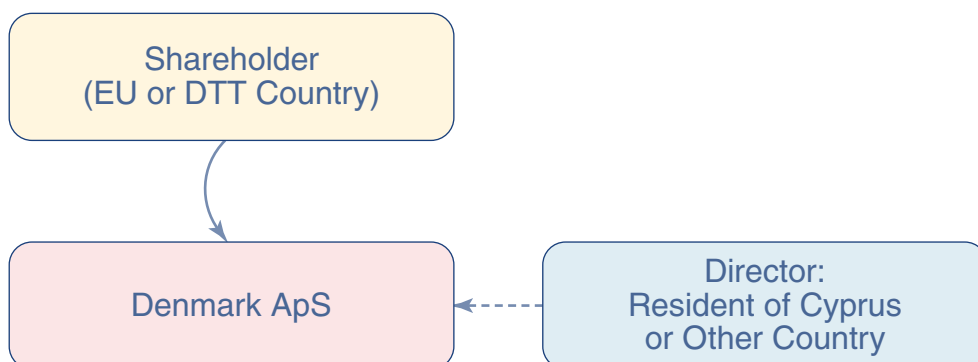 Shareholder
(EU or DTT Country)
Denmark ApS
Director:
Resident of Cyprus
or Other Country